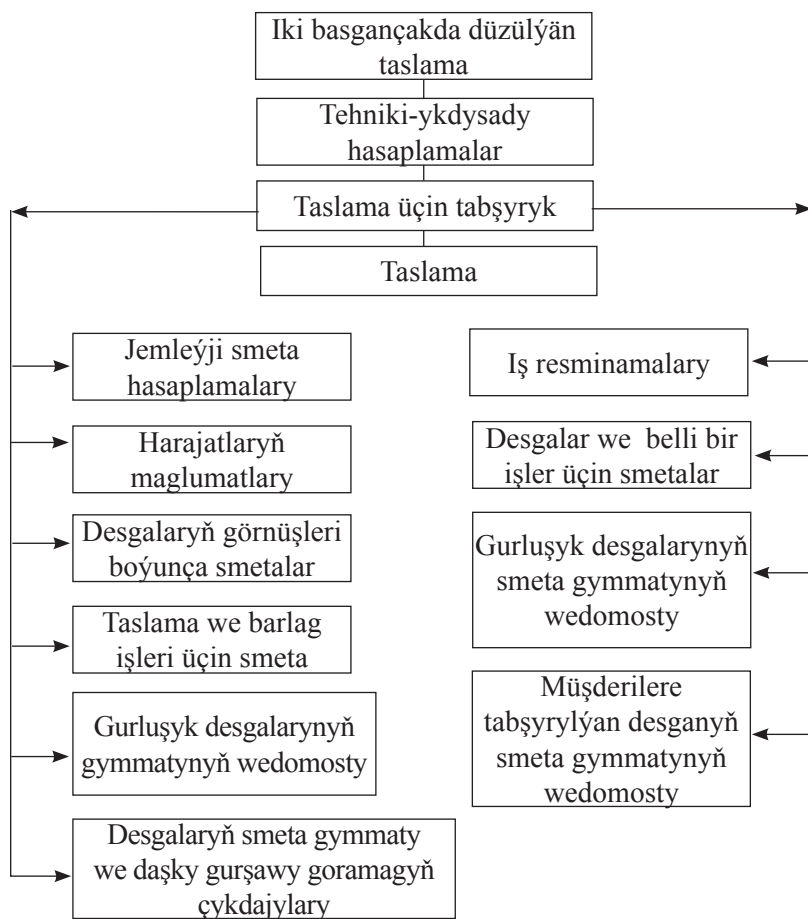 Iki basgançakda düzülýän
taslama
Tehniki-ykdysady
hasaplamalar
Taslama üçin tabşyryk
Taslama
Jemleýji smeta
hasaplamalary
Harajatlaryň
maglumatlary
Desgalaryň görnüşleri
boýunça smetalar
Taslama we barlag
işleri üçin smeta
Gurluşyk desgalarynyň
gymmatynyň wedomosty
Desgalaryň smeta gymmaty
we daşky gurşawy goramagyň
çykdajylary
Iş resminamalary
Desgalar we belli bir
işler üçin smetalar
Gurluşyk desgalarynyň
smeta gymmatynyň
wedomosty
Müşderilere
tabşyrylýan desganyň
smeta gymmatynyň
wedomosty